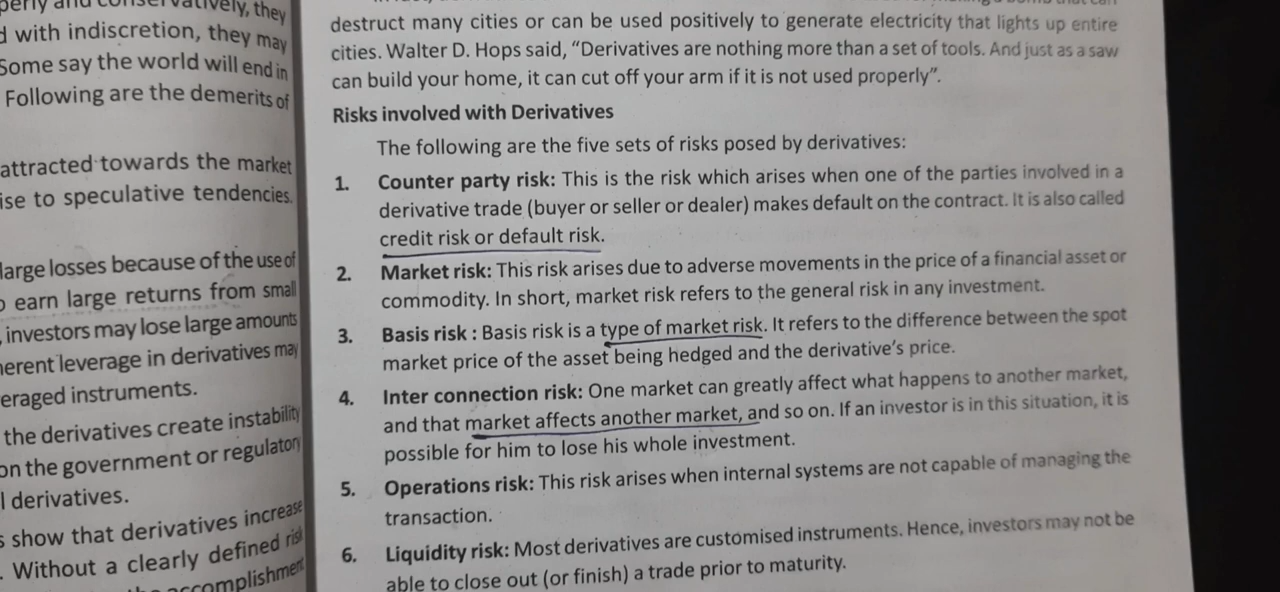 with indiscretion, they may
Some say the world will end in
Following are the demerits of
attracted towards the market
ise to speculative tendencies.
large losses because of the use of
earn large returns from small
investors may lose large amounts
erent leverage in derivatives may
eraged instruments.
the derivatives create instability
on the government or regulatory
l derivatives.
s show that derivatives increase
. Without a clearly defined risk
accomplishment
destruct many cities or can be used positively to generate electricity that lights up entire
cities. Walter D. Hops said, “Derivatives are nothing more than a set of tools. And just as a saw
can build your home, it can cut off your arm if it is not used properly”.
Risks involved with Derivatives
The following are the five sets of risks posed by derivatives:
1. Counter party risk: This is the risk which arises when one of the parties involved in a
derivative trade (buyer or seller or dealer) makes default on the contract. It is also called
credit risk or default risk.
2. Market risk: This risk arises due to adverse movements in the price of a financial asset or
commodity. In short, market risk refers to the general risk in any investment.
3. Basis risk : Basis risk is a type of market risk. It refers to the difference between the spot
market price of the asset being hedged and the derivative’s price.
4. Inter connection risk: One market can greatly affect what happens to another market,
and that market affects another market, and so on. If an investor is in this situation, it is
possible for him to lose his whole investment.
5. Operations risk: This risk arises when internal systems are not capable of managing the
transaction.
6. Liquidity risk: Most derivatives are customised instruments. Hence, investors may not be
able to close out (or finish) a trade prior to maturity.